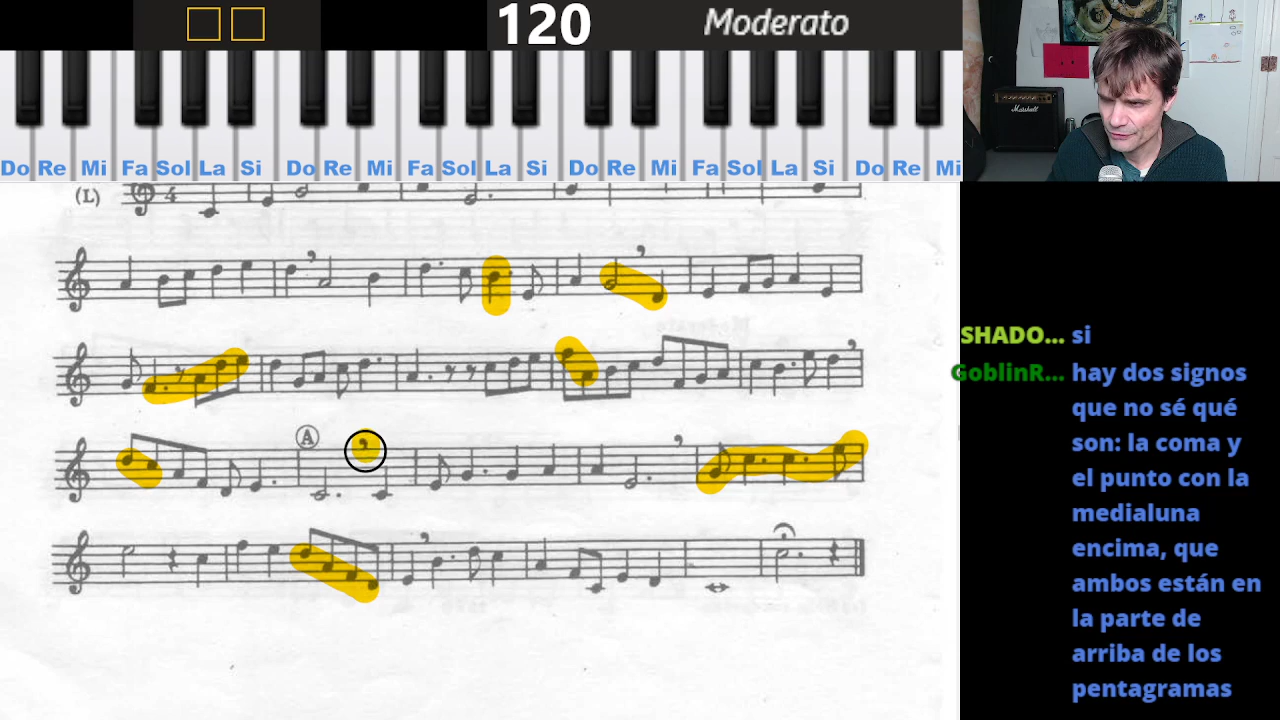 120 Moderato
Do Re Mi Fa Sol La Si Do Re Mi Fa Sol La Si Do Re Mi Fa Sol La Si Do Re Mi
Marshall
(L) 4
A
SHADO... si
GoblinR... hay dos signos
que no sé qué
son: la coma y
el punto con la
medialuna
encima, que
ambos están en
la parte de
arriba de los
pentagramas